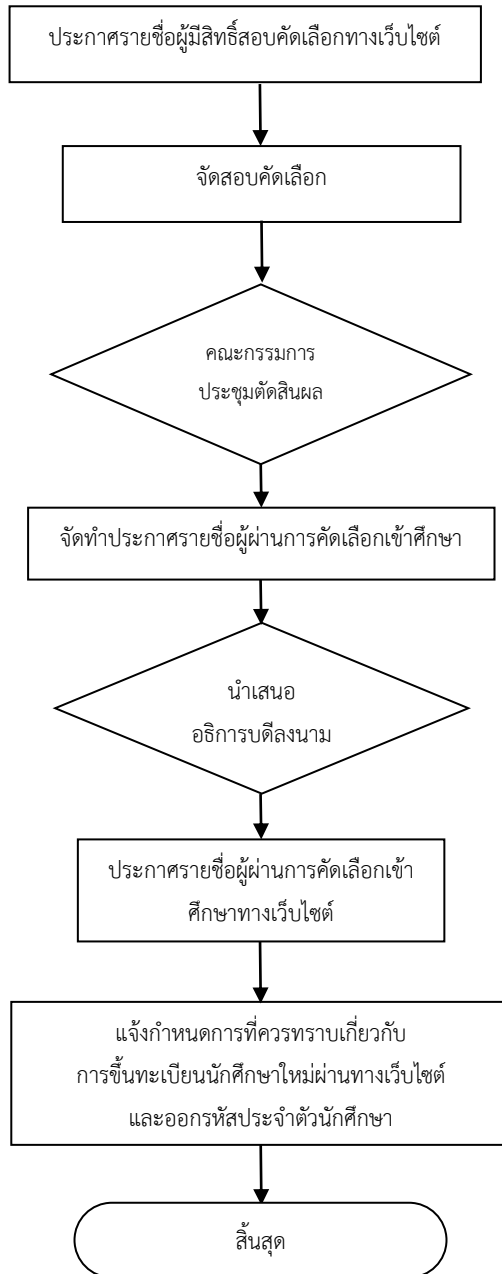 ประกาศรายชื่อผู้มีสิทธิ์สอบคัดเลือกทางเว็บไซต์
จัดสอบคัดเลือก
คณะกรรมการ
ประชุมตัดสินผล
จัดทำประกาศรายชื่อผู้ผ่านการคัดเลือกเข้าศึกษา
นำเสนอ
อธิการบดีลงนาม
ประกาศรายชื่อผู้ผ่านการคัดเลือกเข้า
ศึกษาทางเว็บไซต์
แจ้งกำหนดการที่ควรทราบเกี่ยวกับ
การขึ้นทะเบียนนักศึกษาใหม่ผ่านทางเว็บไซต์
และออกรหัสประจำตัวนักศึกษา
สิ้นสุด